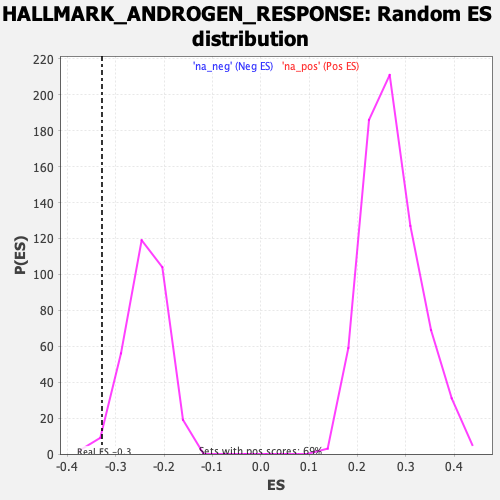 HALLMARK_ANDROGEN_RESPONSE: Random ES
distribution
'na_neg' (Neg ES) 'na_pos' (Pos ES)
220
200
180
160
140
120
100
80
60
40
20
0
P(ES)
Real ES -0.3
Sets with pos scores: 69%
-0.4 -0.3 -0.2 -0.1 0.0 0.1 0.2 0.3 0.4
ES